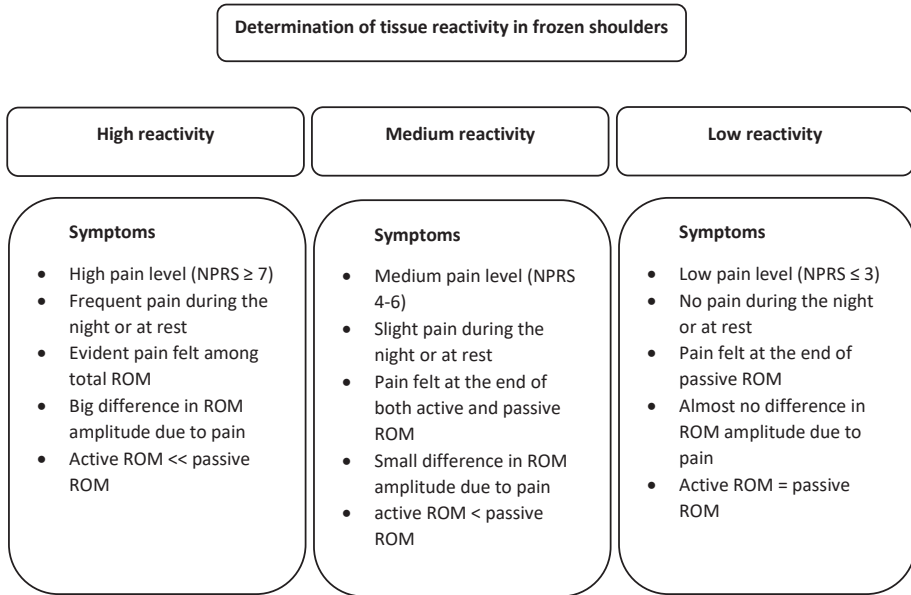 Determination of tissue reactivity in frozen shoulders
High reactivity
Symptoms
• High pain level (NPRS ≥ 7)
• Frequent pain during the
night or at rest
• Evident pain felt among
total ROM
• Big difference in ROM
amplitude due to pain
• Active ROM << passive
ROM
Medium reactivity
Symptoms
• Medium pain level (NPRS
4-6)
• Slight pain during the
night or at rest
• Pain felt at the end of
both active and passive
ROM
• Small difference in ROM
amplitude due to pain
• active ROM < passive
ROM
Low reactivity
Symptoms
• Low pain level (NPRS ≤ 3)
• No pain during the night
or at rest
• Pain felt at the end of
passive ROM
• Almost no difference in
ROM amplitude due to
pain
• Active ROM = passive
ROM